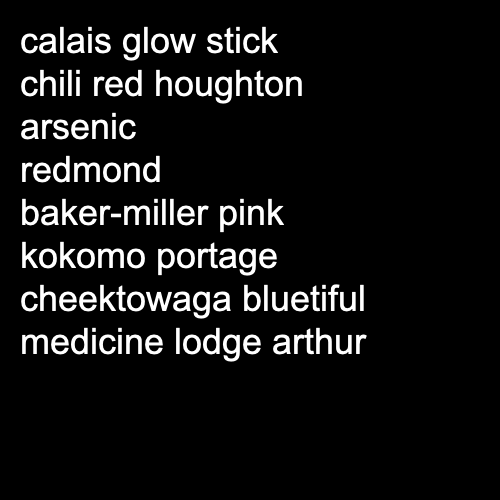 calais glow stick
chili red houghton
arsenic
redmond
baker-miller pink
kokomo portage
cheektowaga bluetiful
medicine lodge arthur